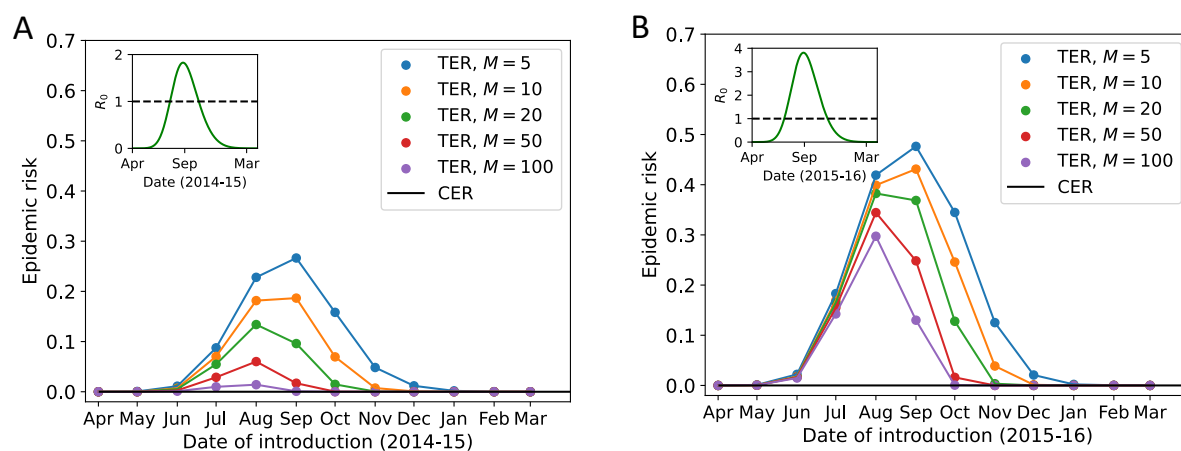 A
0.7
0.6
0.5
0.4
0.3
0.2
0.1
0.0
Epidemic risk
2
1
0
R₀
Apr Sep Mar
Date (2014-15)
TER, M = 5
TER, M = 10
TER, M = 20
TER, M = 50
TER, M = 100
CER
Apr May Jun Jul Aug Sep Oct Nov Dec Jan Feb Mar
Date of introduction (2014-15)
B
0.7
0.6
0.5
0.4
0.3
0.2
0.1
0.0
Epidemic risk
4
3
2
1
0
R₀
Apr Sep Mar
Date (2015-16)
TER, M = 5
TER, M = 10
TER, M = 20
TER, M = 50
TER, M = 100
CER
Apr May Jun Jul Aug Sep Oct Nov Dec Jan Feb Mar
Date of introduction (2015-16)